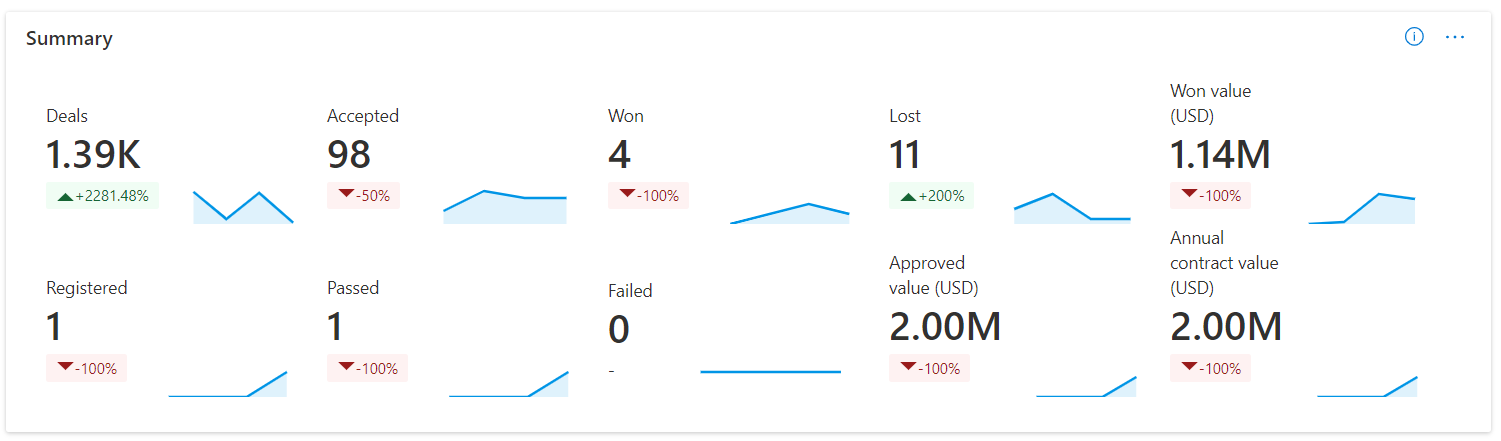 Summary
Deals
1.39K
+2281.48%
Accepted
98
-50%
Won
4
-100%
Lost
11
+200%
Won value
(USD)
1.14M
-100%
Registered
1
-100%
Passed
1
-100%
Failed
0
-
Approved
value (USD)
2.00M
-100%
Annual
contract value
(USD)
2.00M
-100%